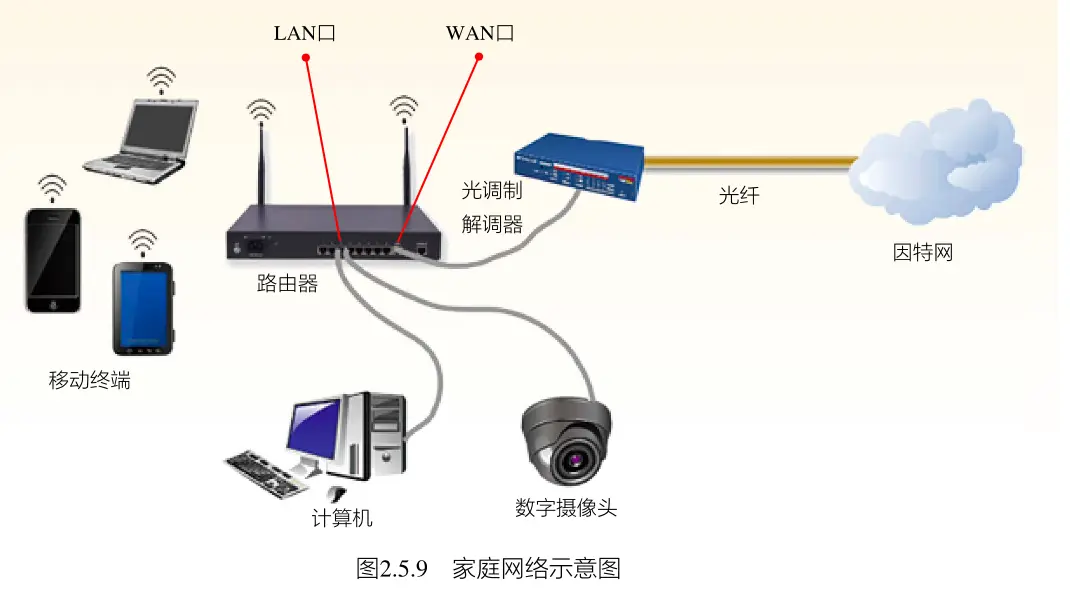 LAN口
WAN口
光调制
解调器
光纤
因特网
路由器
移动终端
计算机
数字摄像头
图2.5.9 家庭网络示意图